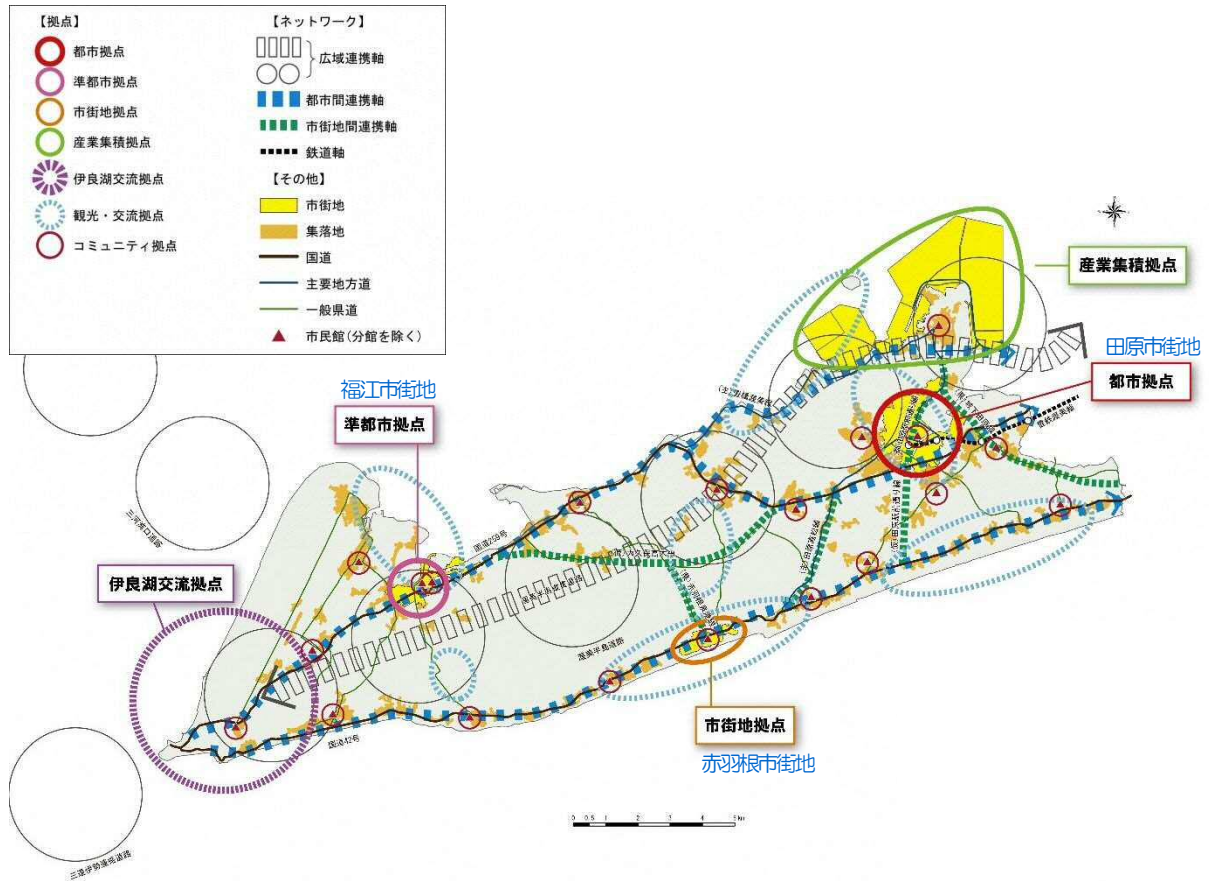 【拠点】
都市拠点
準都市拠点
市街地拠点
産業集積拠点
伊良湖交流拠点
観光・交流拠点
コミュニティ拠点
【ネットワーク】
広域連携軸
都市間連携軸
市街地間連携軸
鉄道軸
【その他】
市街地
集落地
国道
主要地方道
一般県道
市民館(分館を除く)
産業集積拠点
田原市街地
都市拠点
福江市街地
準都市拠点
伊良湖交流拠点
市街地拠点
赤羽根市街地
国道259号
渥美半島道路
国道42号
三河湾口道路
三遠伊勢連絡道路
0 0.5 1 2 3 4 5 km